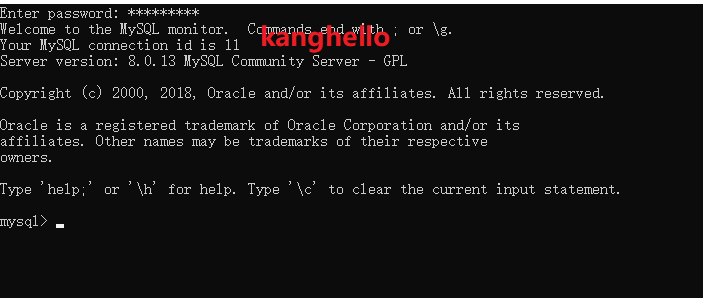 Enter password: *********
Welcome to the MySQL monitor.  Commands end with ; or \g.
kanghello
Your MySQL connection id is 11
Server version: 8.0.13 MySQL Community Server - GPL
Copyright (c) 2000, 2018, Oracle and/or its affiliates. All rights reserved.
Oracle is a registered trademark of Oracle Corporation and/or its
affiliates. Other names may be trademarks of their respective
owners.
Type 'help;' or '\h' for help. Type '\c' to clear the current input statement.
mysql>